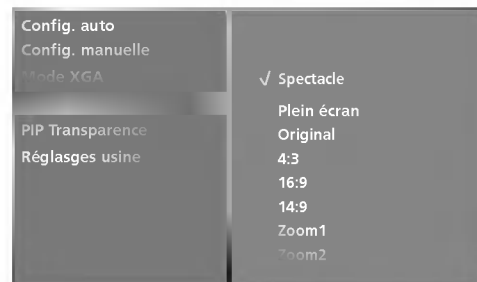 Config. auto
Config. manuelle
Mode XGA
PIP Transparence
Réglasges usine
√ Spectacle
Plein écran
Original
4:3
16:9
14:9
Zoom1
Zoom2